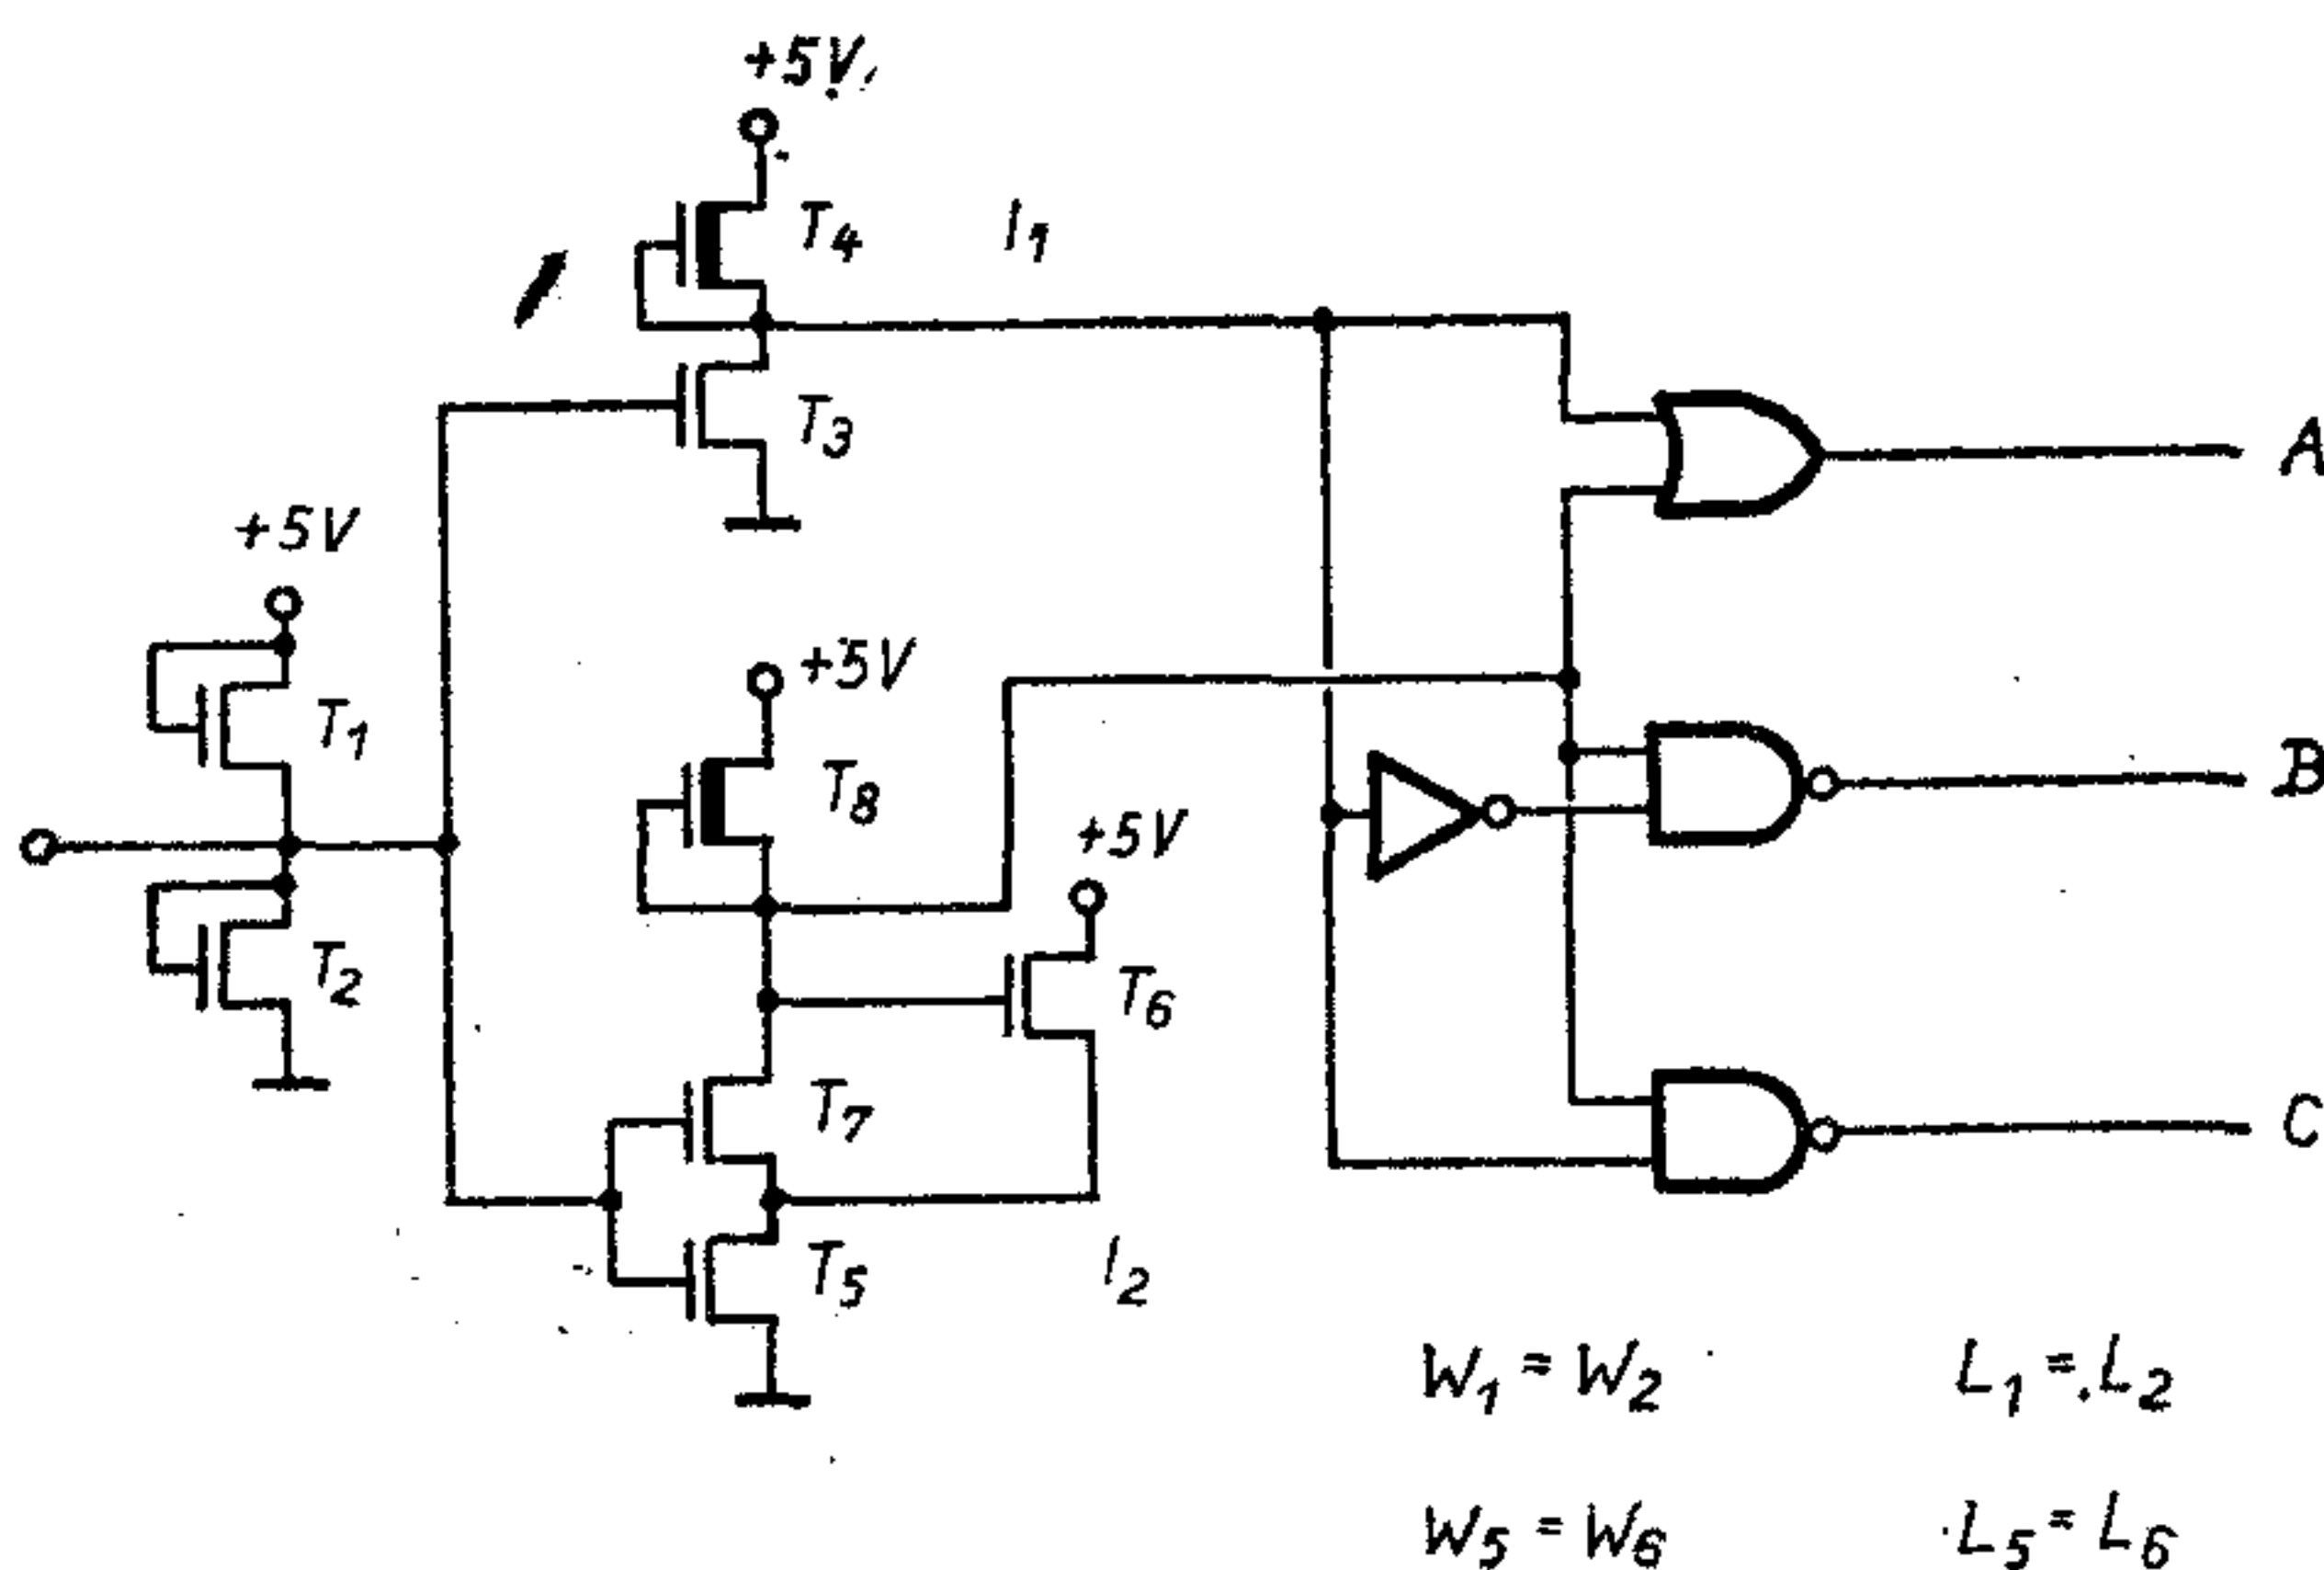 +5V
T4
I1
T3
A
+5V
T1
+5V
T8
B
+5V
T6
T2
T7
C
T5
I2
W1 = W2
L1 = L2
W5 = W6
L5 = L6